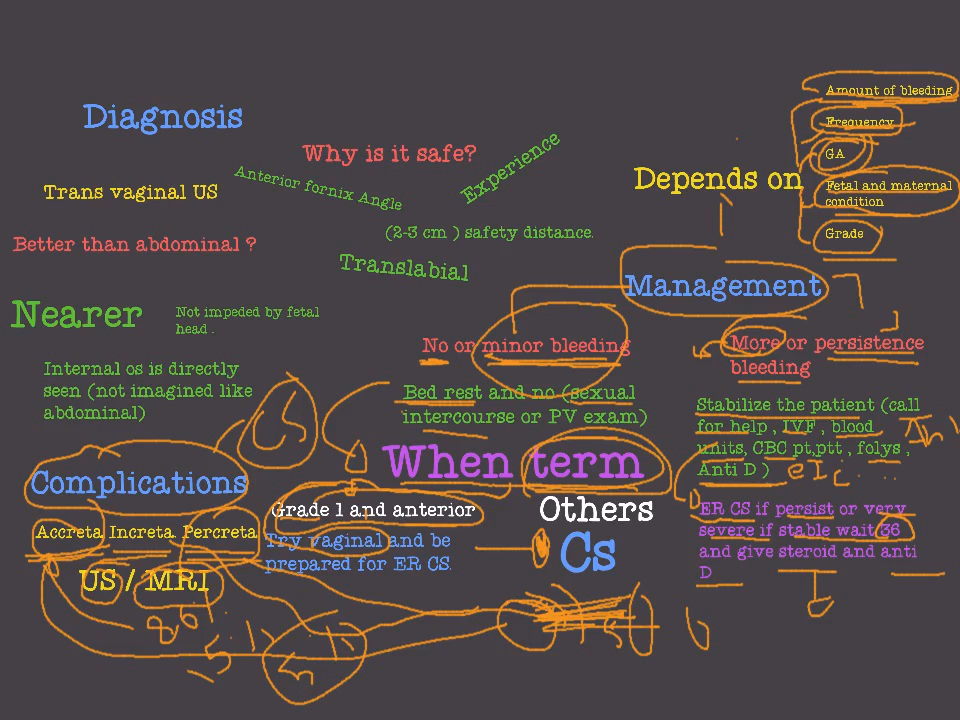 Diagnosis
Trans vaginal US
Better than abdominal ?
Nearer
Not impeded by fetal
head .
Internal os is directly
seen (not imagined like
abdominal)
Why is it safe?
Anterior fornix Angle
Experience
(2-3 cm ) safety distance.
Translabial
Depends on
Amount of bleeding
Frequency
GA
Fetal and maternal
condition
Grade
Management
No or minor bleeding
Bed rest and no (sexual
intercourse or PV exam)
When term
Grade 1 and anterior
Try vaginal and be
prepared for ER CS.
Others
Cs
More or persistence
bleeding
Stabilize the patient (call
for help , IVF , blood
units, CBC pt,ptt , folys ,
Anti D )
ER CS if persist or very
severe if stable wait 36
and give steroid and anti
D
Complications
Accreta Increta Percreta
US / MRI